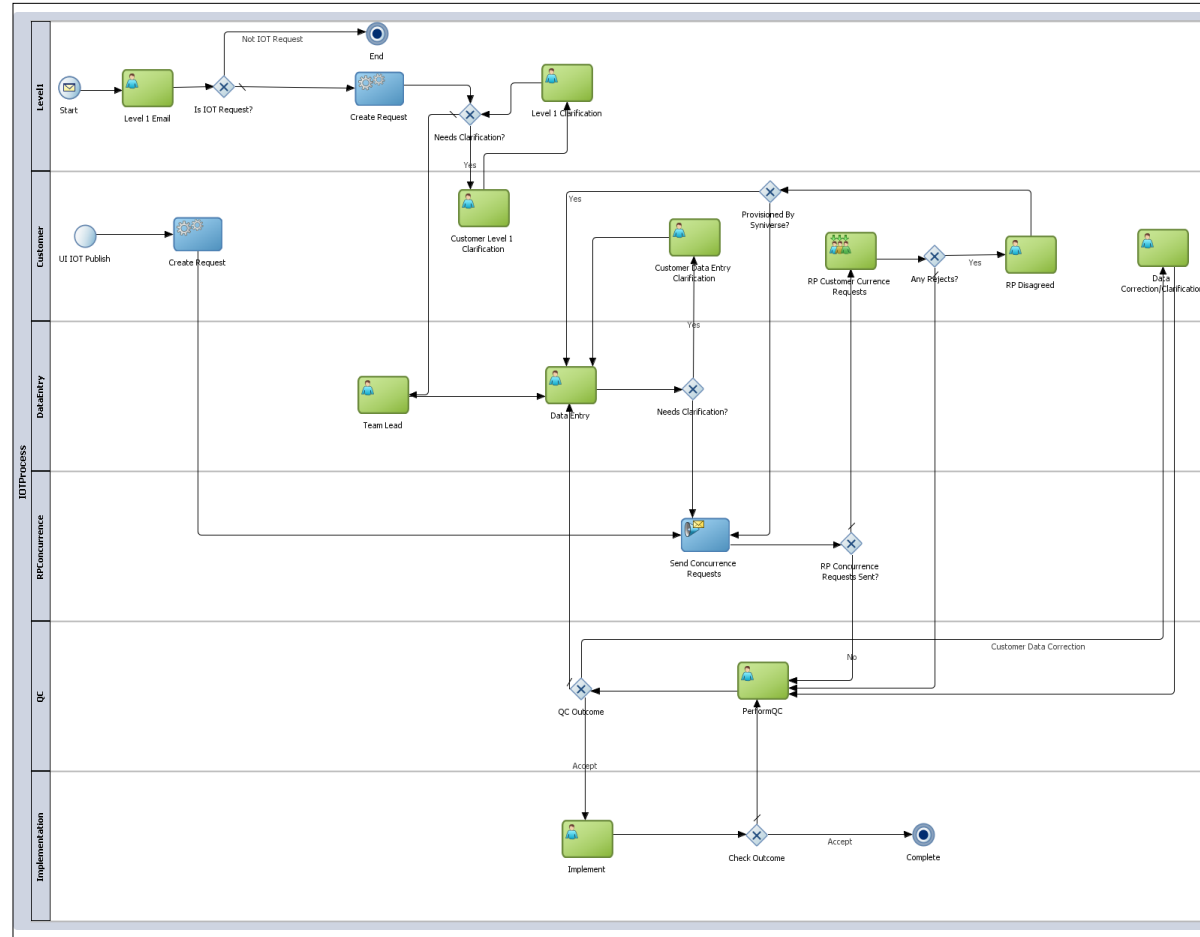 IOTProcess
Level1
Not IOT Request
End
Start
Level 1 Email
Is IOT Request?
Create Request
Needs Clarification?
Level 1 Clarification
Yes
Customer
UI IOT Publish
Create Request
Customer Level 1
Clarification
Yes
Provisioned By
Syniverse?
Customer Data Entry
Clarification
RP Customer Currence
Requests
Any Rejects?
Yes
RP Disagreed
Data
Correction/Clarification
Yes
DataEntry
Team Lead
Data Entry
Needs Clarification?
RPConcurrence
Send Concurrence
Requests
RP Concurrence
Requests Sent?
QC
Customer Data Correction
No
QC Outcome
PerformQC
Accept
Implementation
Implement
Check Outcome
Accept
Complete